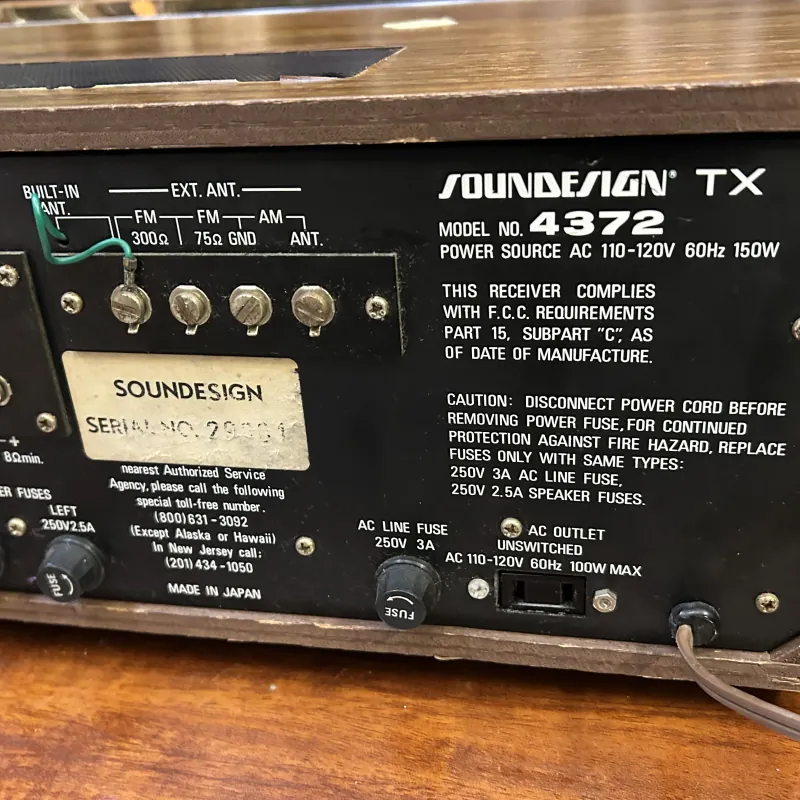 BUILT-IN
ANT.
EXT. ANT.
FM
300Ω
FM
75Ω
GND
AM
ANT.
SOUNDESIGN® TX
MODEL NO. 4372
POWER SOURCE AC 110-120V 60Hz 150W
THIS RECEIVER COMPLIES
WITH F.C.C. REQUIREMENTS
PART 15, SUBPART "C", AS
OF DATE OF MANUFACTURE.
CAUTION: DISCONNECT POWER CORD BEFORE
REMOVING POWER FUSE, FOR CONTINUED
PROTECTION AGAINST FIRE HAZARD, REPLACE
FUSES ONLY WITH SAME TYPES:
250V 3A AC LINE FUSE,
250V 2.5A SPEAKER FUSES.
SOUNDESIGN
SERIAL NO.
nearest Authorized Service
Agency, please call the following
special toll-free number.
(800) 631-3092
(Except Alaska or Hawaii)
In New Jersey call:
(201) 434-1050
MADE IN JAPAN
- +
8Ω min.
FUSES
LEFT
250V 2.5A
FUSE
AC LINE FUSE
250V 3A
FUSE
AC OUTLET
UNSWITCHED
AC 110-120V 60Hz 100W MAX